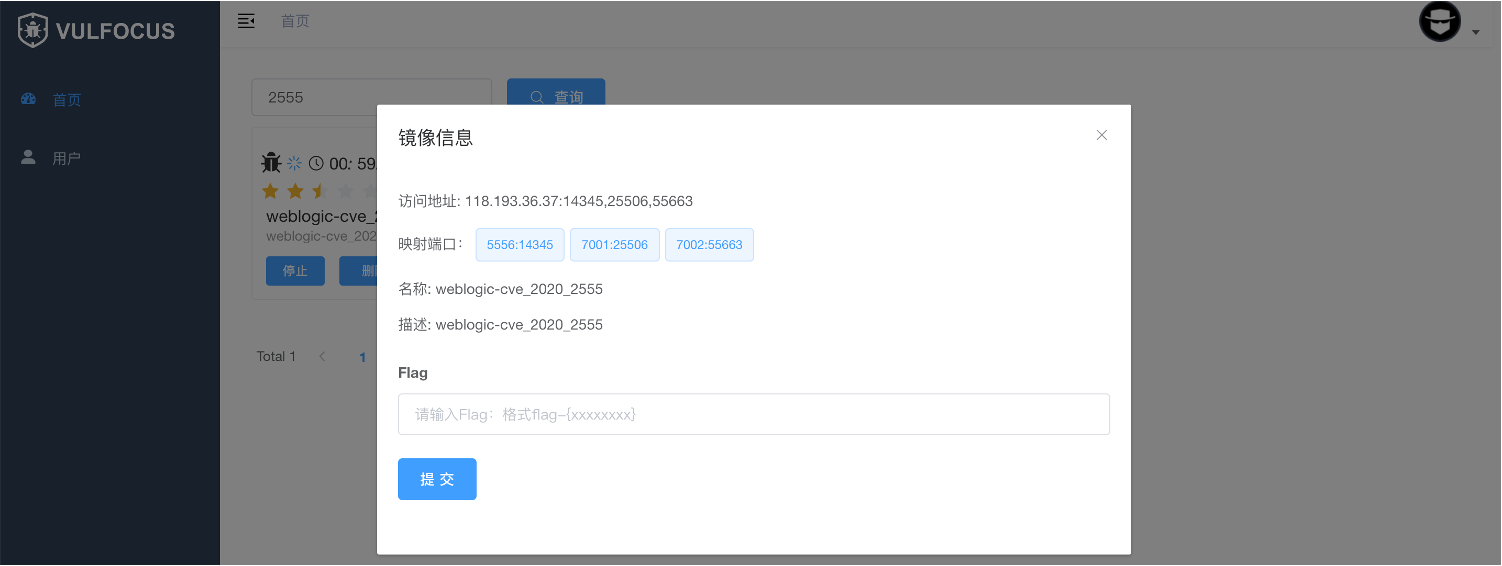 VULFOCUS
首页
首页
用户
2555
查询
00: 59
weblogic-cve_2
weblogic-cve_202
停止
Total 1
1
镜像信息
访问地址: 118.193.36.37:14345,25506,55663
映射端口： 5556:14345 7001:25506 7002:55663
名称: weblogic-cve_2020_2555
描述: weblogic-cve_2020_2555
Flag
请输入Flag：格式flag-{xxxxxxxx}
提 交